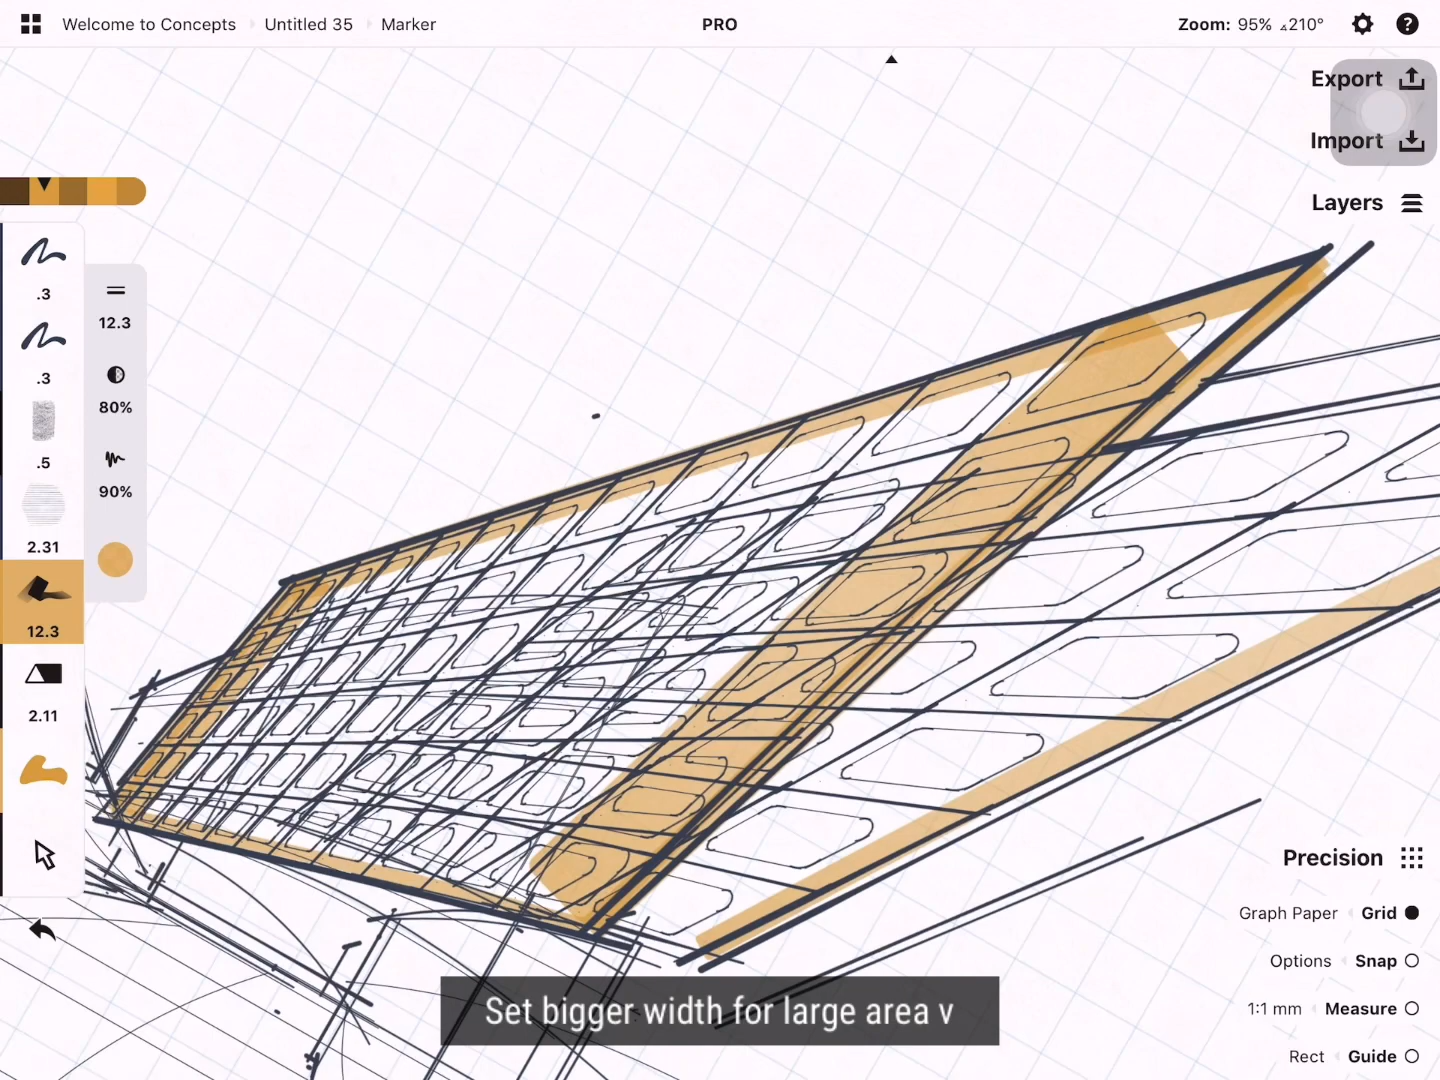 Welcome to Concepts Untitled 35 Marker
PRO
Zoom: 95% ⦟210°
Export
Import
Layers
.3
.3
.5
2.31
12.3
2.11
12.3
80%
90%
Precision
Graph Paper Grid
Options Snap
1:1 mm Measure
Rect Guide
Set bigger width for large area v